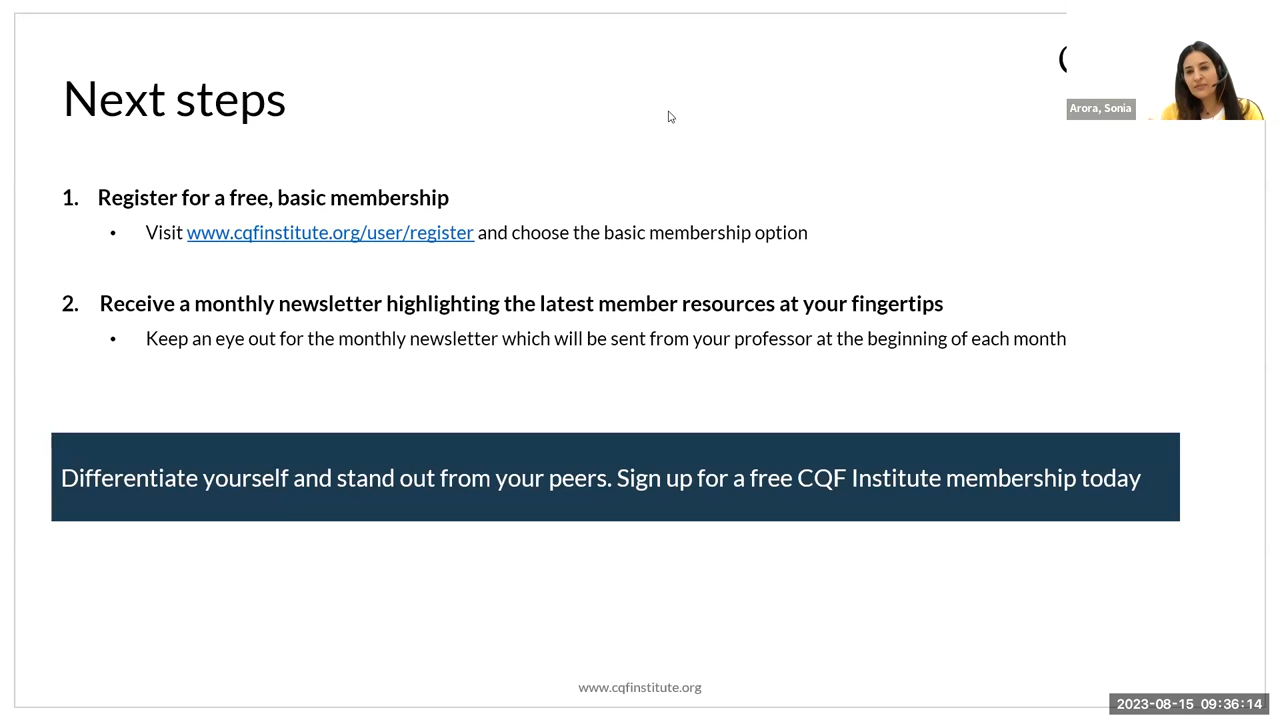 Next steps
Arora, Sonia
1. Register for a free, basic membership
• Visit www.cqfinstitute.org/user/register and choose the basic membership option
2. Receive a monthly newsletter highlighting the latest member resources at your fingertips
• Keep an eye out for the monthly newsletter which will be sent from your professor at the beginning of each month
Differentiate yourself and stand out from your peers. Sign up for a free CQF Institute membership today
www.cqfinstitute.org
2023-08-15 09:36:14